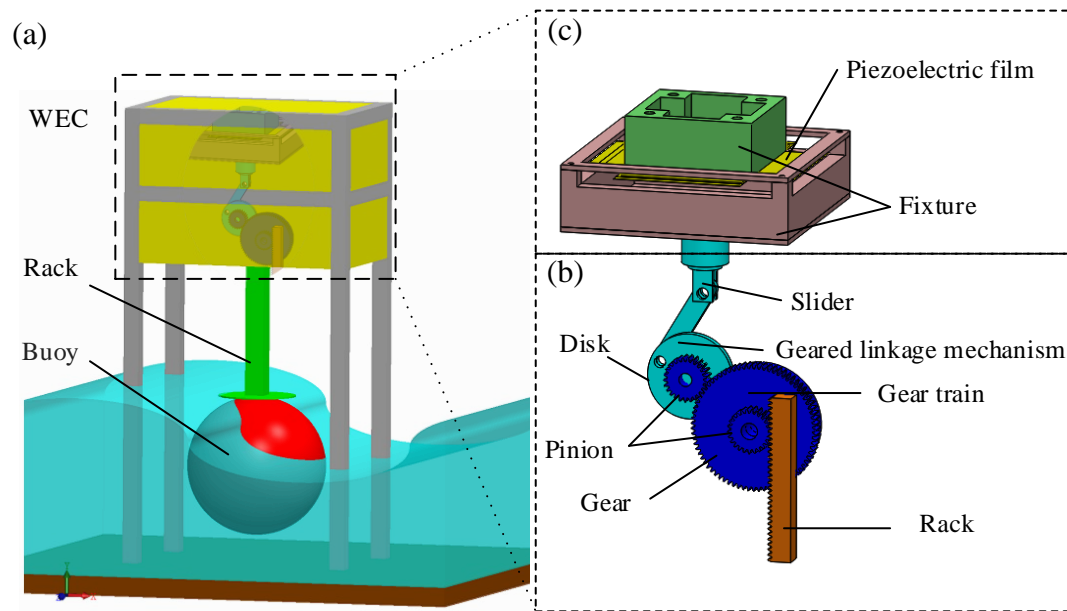 (a)
WEC
Rack
Buoy
(c)
Piezoelectric film
Fixture
(b)
Slider
Disk
Geared linkage mechanism
Gear train
Pinion
Gear
Rack